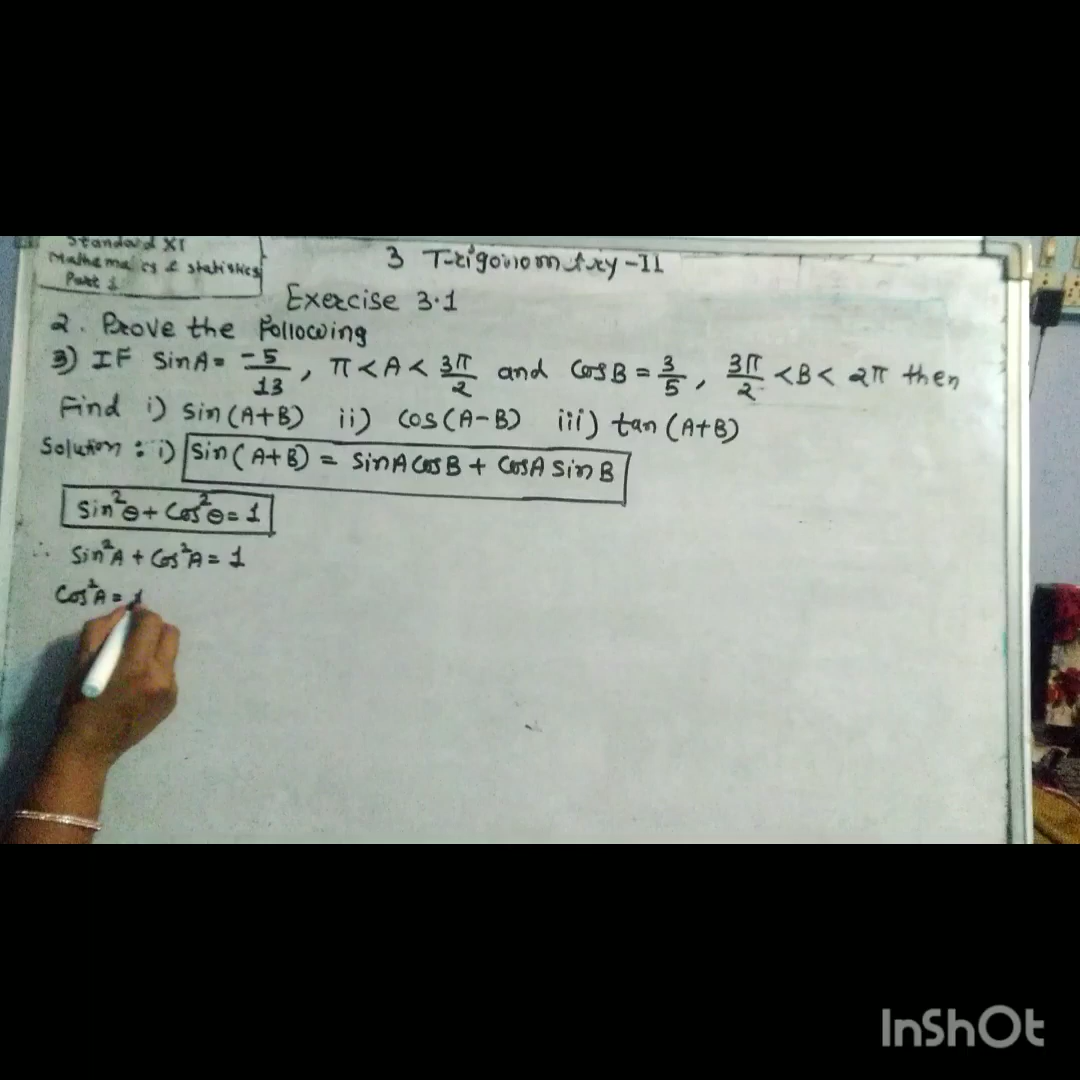 Standard XI
Mathematics & Statistics
Part 1
3 Trigonometry-II
Exercise 3.1
2. Prove the Following
3) IF SinA = -5/13, π < A < 3π/2 and CosB = 3/5, 3π/2 < B < 2π then
Find i) sin(A+B) ii) cos(A-B) iii) tan(A+B)
Solution : i) Sin(A+B) = SinA CosB + CosA SinB
Sin²θ + Cos²θ = 1
∴ Sin²A + Cos²A = 1
Cos²A = 1
InShOt